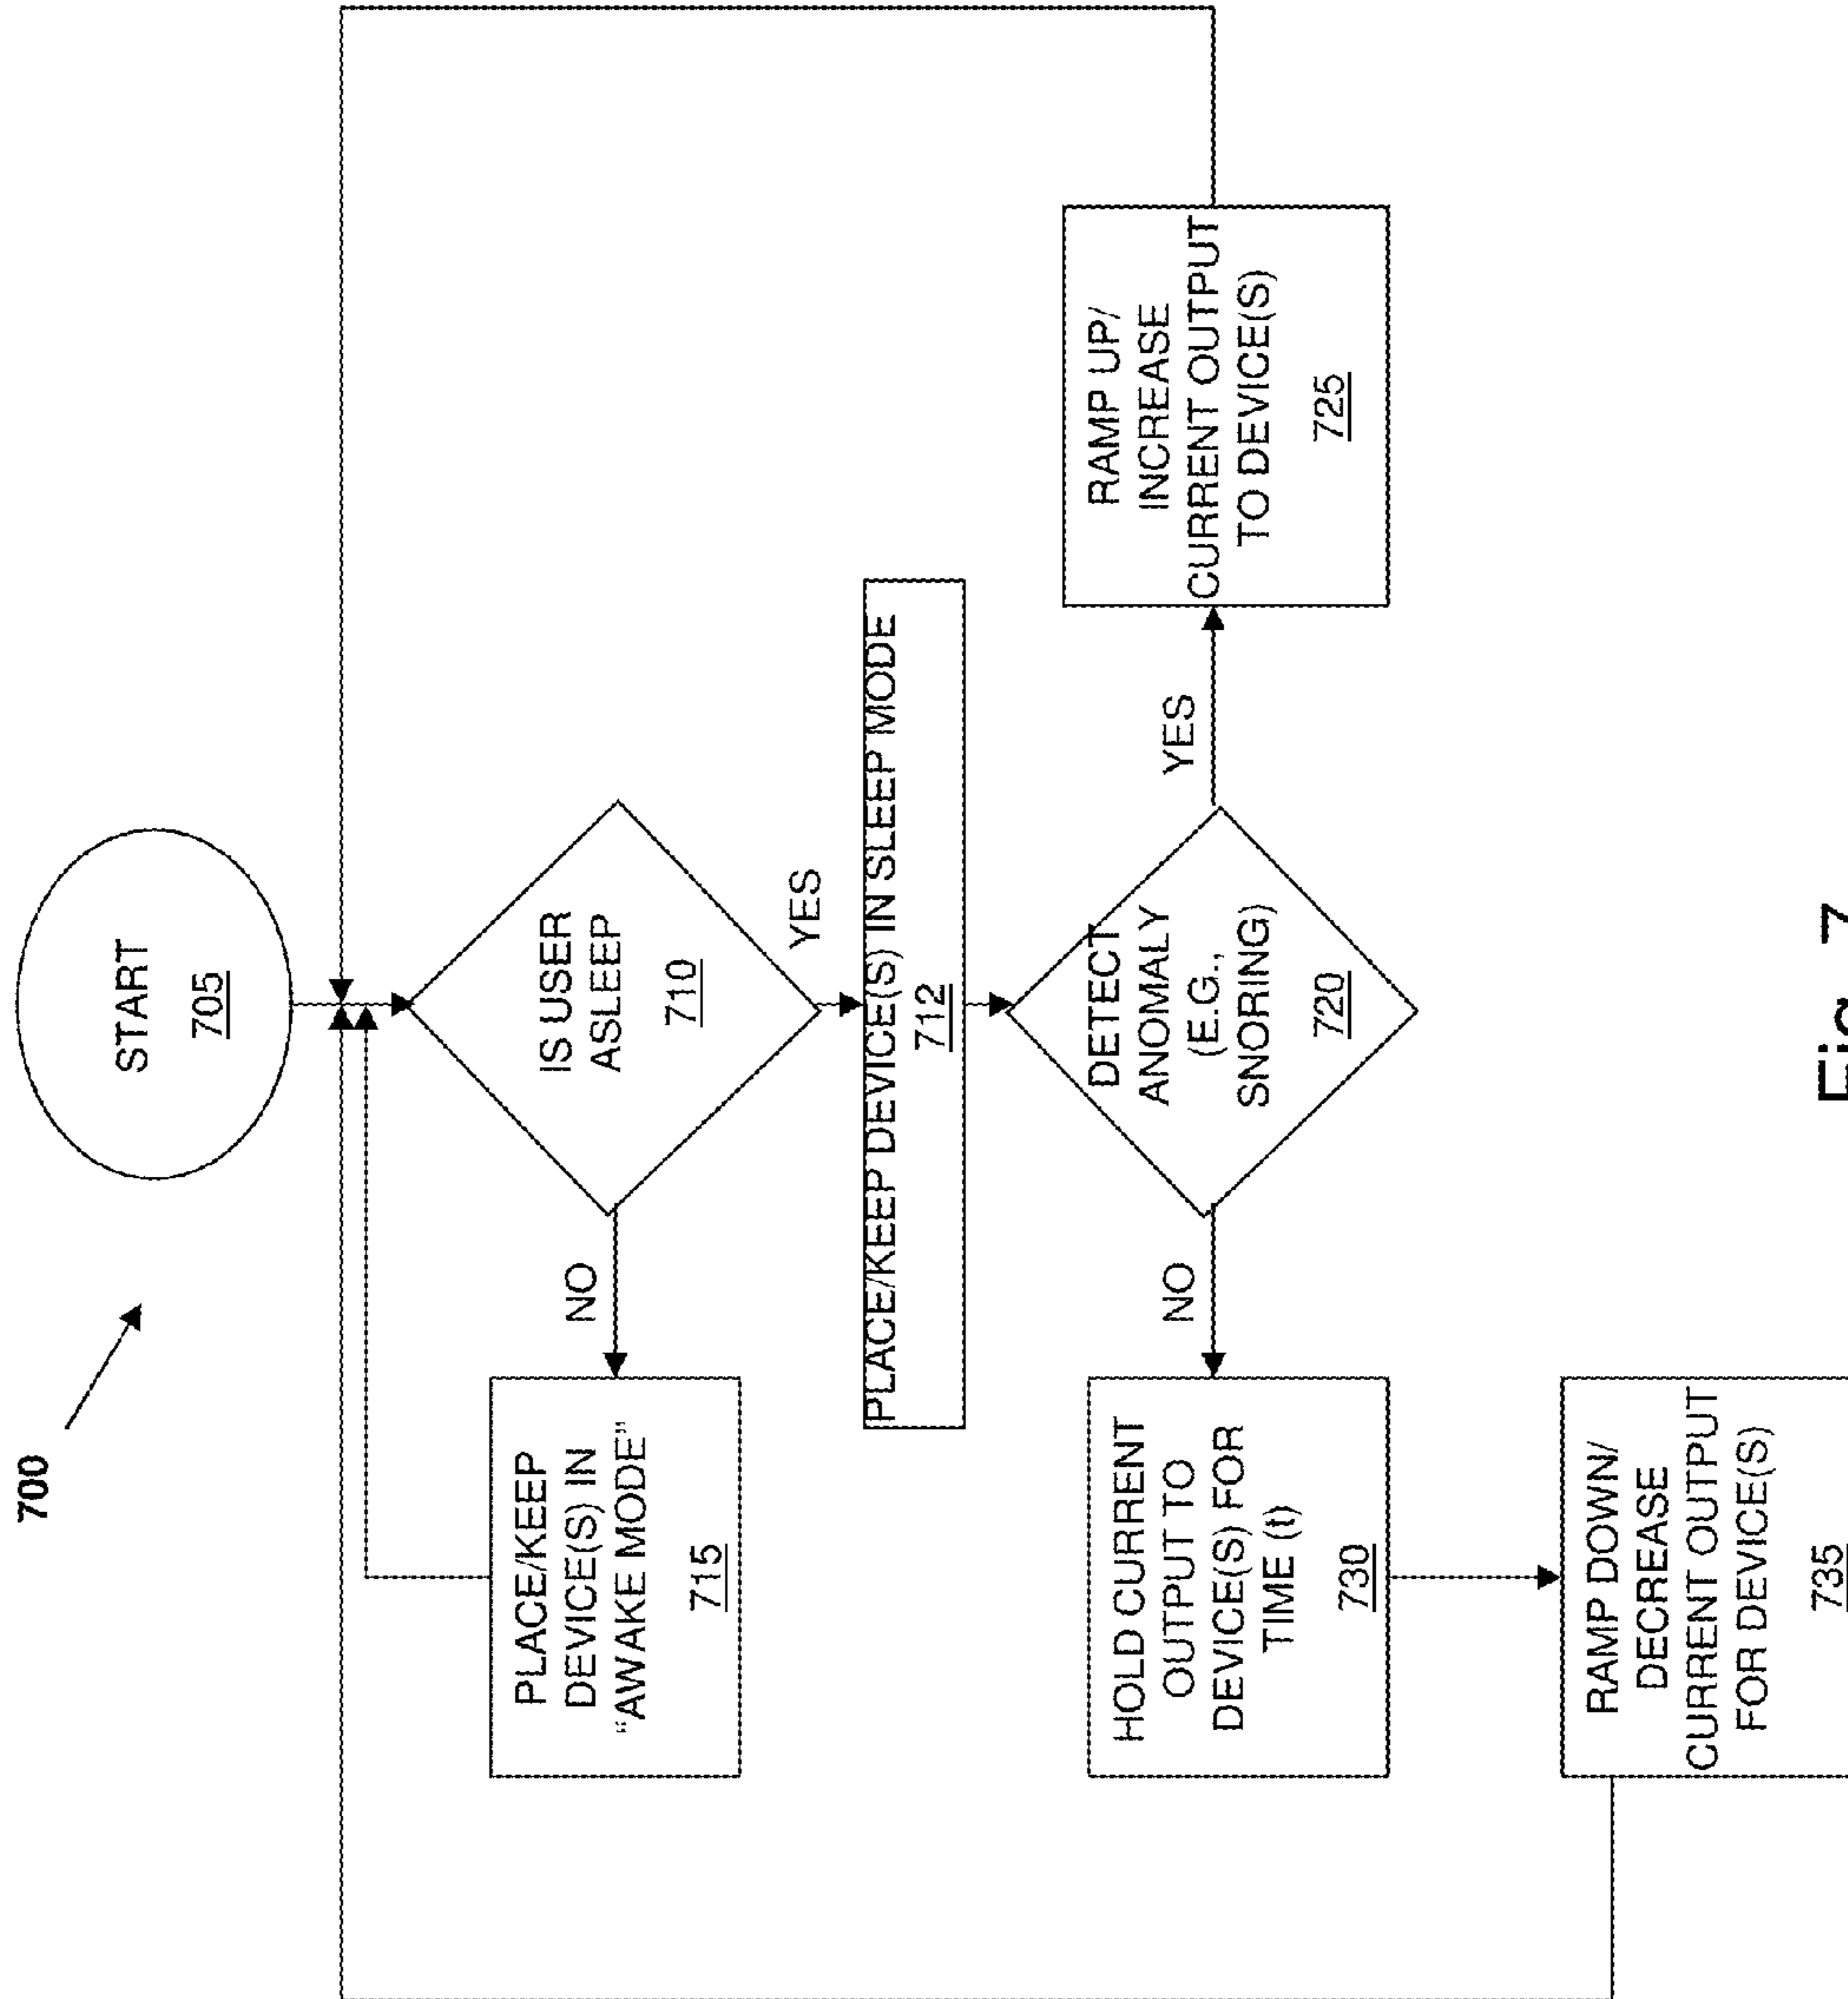 700
START
705
IS USER
ASLEEP
710
NO
YES
PLACE/KEEP
DEVICE(S) IN
"AWAKE MODE"
715
PLACE/KEEP DEVICE(S) IN SLEEP MODE
712
DETECT
ANOMALY
(E.G.,
SNORING)
720
NO
YES
HOLD CURRENT
OUTPUT TO
DEVICE(S) FOR
TIME (t)
730
RAMP UP/
INCREASE
CURRENT OUTPUT
TO DEVICE(S)
725
RAMP DOWN/
DECREASE
CURRENT OUTPUT
FOR DEVICE(S)
735
Fig. 7